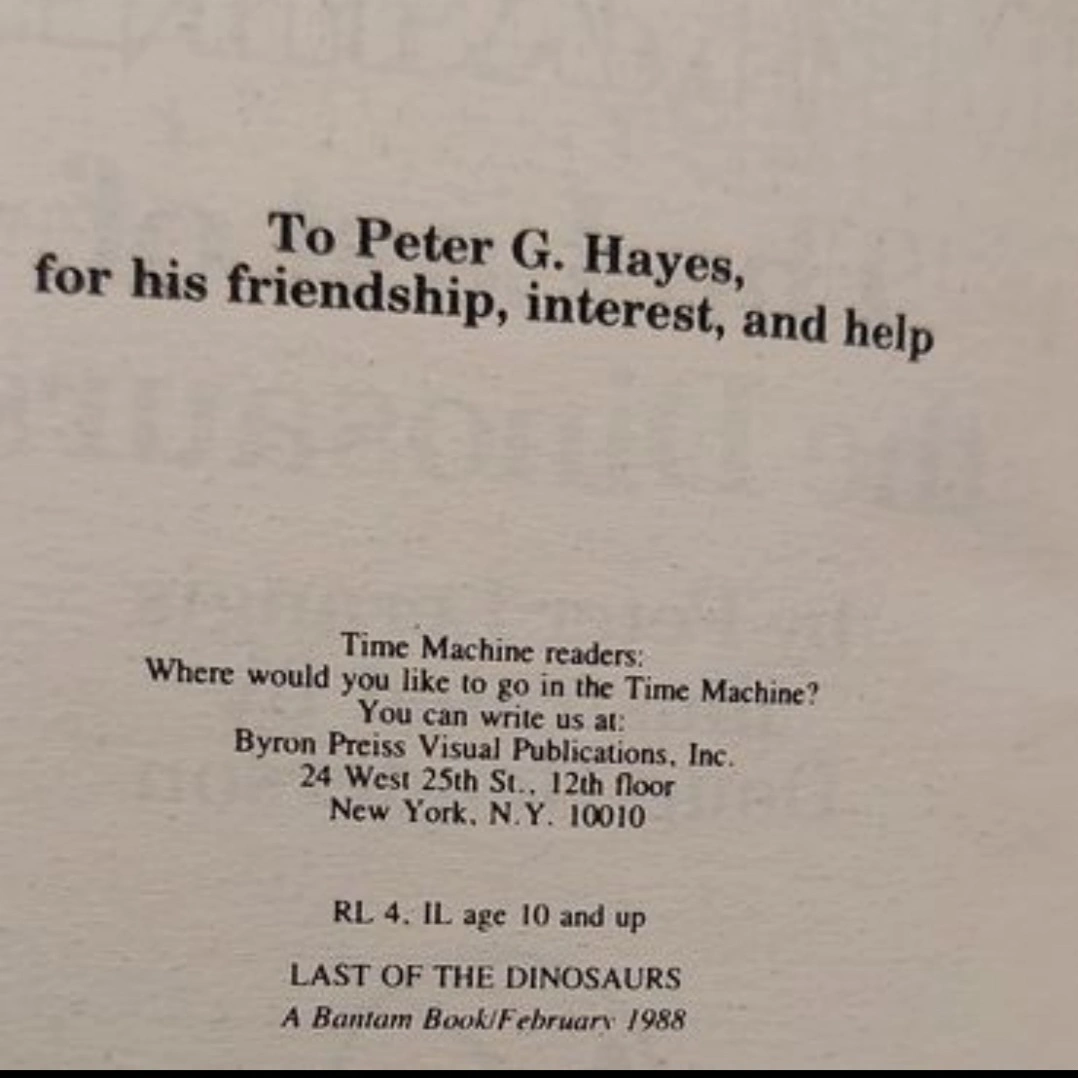 To Peter G. Hayes,
for his friendship, interest, and help
Time Machine readers:
Where would you like to go in the Time Machine?
You can write us at:
Byron Preiss Visual Publications, Inc.
24 West 25th St., 12th floor
New York, N.Y. 10010
RL 4, IL age 10 and up
LAST OF THE DINOSAURS
A Bantam Book/February 1988